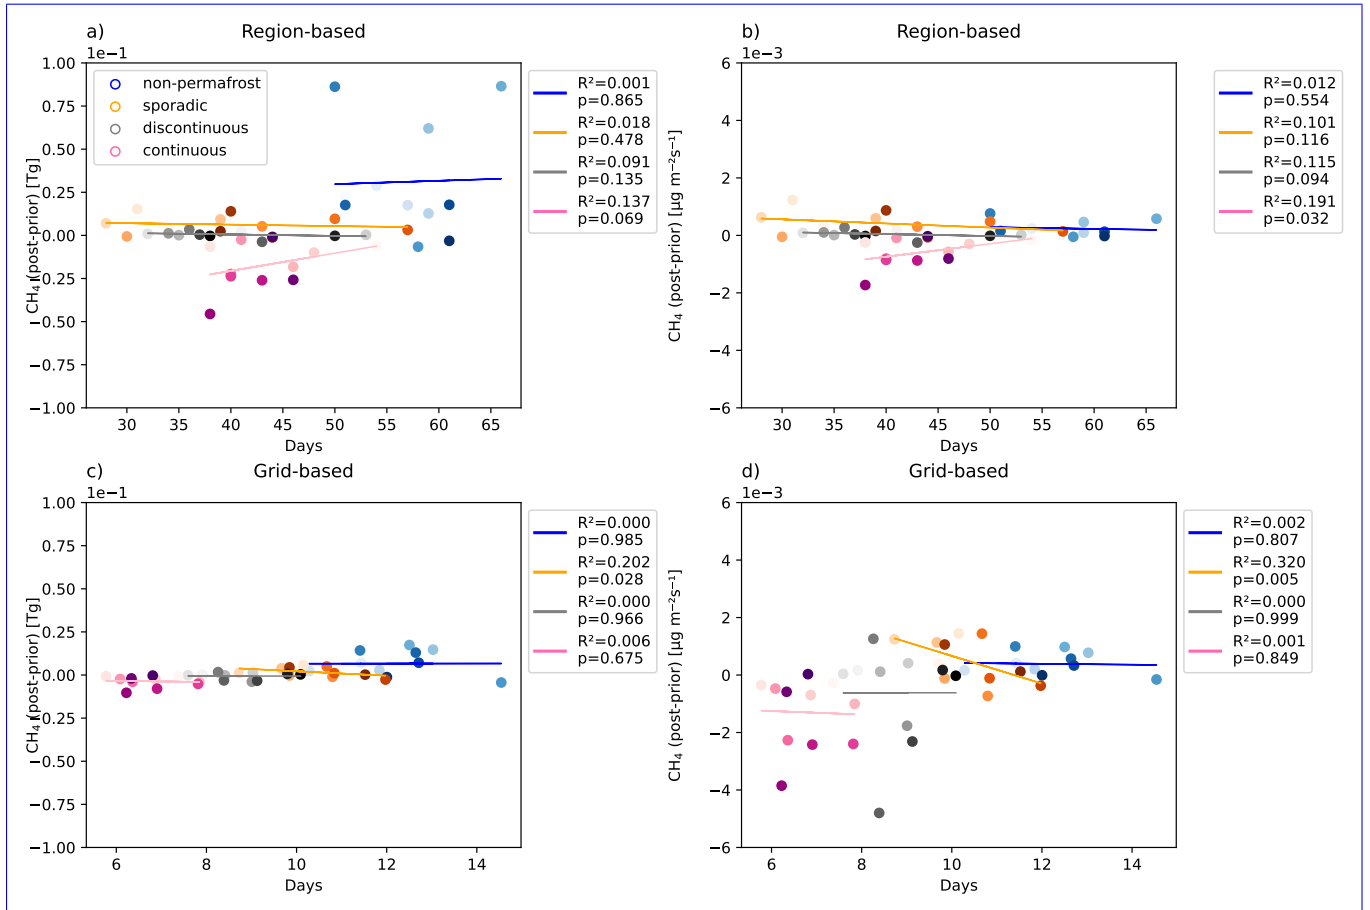 a)
Region-based
1e−1
CH₄ (post-prior) [Tg]
1.00
0.75
0.50
0.25
0.00
−0.25
−0.50
−0.75
−1.00
non-permafrost
sporadic
discontinuous
continuous
30 35 40 45 50 55 60 65
Days
R²=0.001
p=0.865
R²=0.018
p=0.478
R²=0.091
p=0.135
R²=0.137
p=0.069
b)
Region-based
1e−3
CH₄ (post-prior) [µg m⁻²s⁻¹]
6
4
2
0
−2
−4
−6
30 35 40 45 50 55 60 65
Days
R²=0.012
p=0.554
R²=0.101
p=0.116
R²=0.115
p=0.094
R²=0.191
p=0.032
c)
Grid-based
1e−1
CH₄ (post-prior) [Tg]
1.00
0.75
0.50
0.25
0.00
−0.25
−0.50
−0.75
−1.00
6 8 10 12 14
Days
R²=0.000
p=0.985
R²=0.202
p=0.028
R²=0.000
p=0.966
R²=0.006
p=0.675
d)
Grid-based
1e−3
CH₄ (post-prior) [µg m⁻²s⁻¹]
6
4
2
0
−2
−4
−6
6 8 10 12 14
Days
R²=0.002
p=0.807
R²=0.320
p=0.005
R²=0.000
p=0.999
R²=0.001
p=0.849